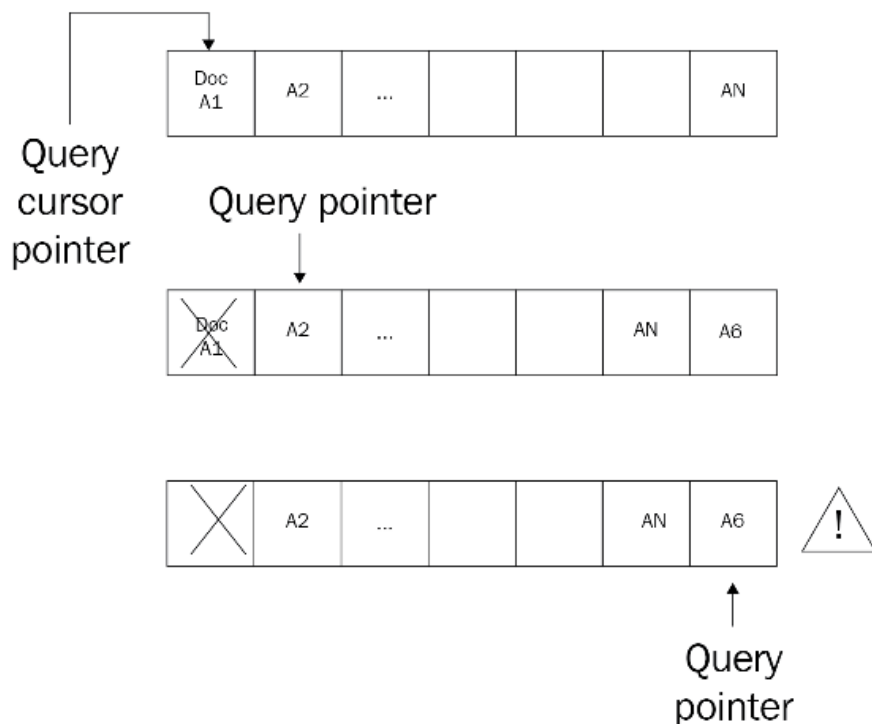 Doc
A1
A2
...
AN
Query
cursor
pointer
Query pointer
Doc
A1
A2
...
AN
A6
A2
...
AN
A6
!
Query
pointer